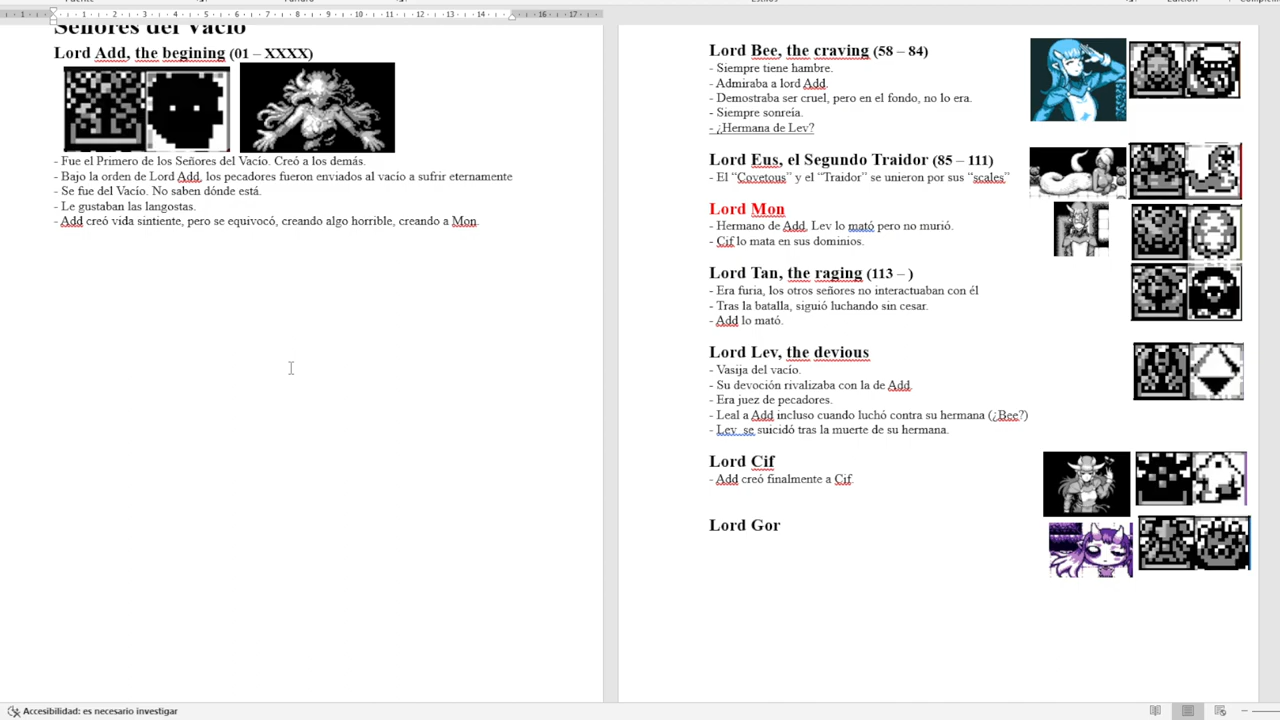 Señores del Vacío
Lord Add, the begining (01 – XXXX)
- Fue el Primero de los Señores del Vacío. Creó a los demás.
- Bajo la orden de Lord Add, los pecadores fueron enviados al vacío a sufrir eternamente
- Se fue del Vacío. No saben dónde está.
- Le gustaban las langostas.
- Add creó vida sintiente, pero se equivocó, creando algo horrible, creando a Mon.
Lord Bee, the craving (58 – 84)
- Siempre tiene hambre.
- Admiraba a lord Add.
- Demostraba ser cruel, pero en el fondo, no lo era.
- Siempre sonreía.
- ¿Hermana de Lev?
Lord Eus, el Segundo Traidor (85 – 111)
- El “Covetous” y el “Traidor” se unieron por sus “scales”
Lord Mon
- Hermano de Add, Lev lo mató pero no murió.
- Cif lo mata en sus dominios.
Lord Tan, the raging (113 – )
- Era furia, los otros señores no interactuaban con él
- Tras la batalla, siguió luchando sin cesar.
- Add lo mató.
Lord Lev, the devious
- Vasija del vacío.
- Su devoción rivalizaba con la de Add.
- Era juez de pecadores.
- Leal a Add incluso cuando luchó contra su hermana (¿Bee?)
- Lev  se suicidó tras la muerte de su hermana.
Lord Cif
- Add creó finalmente a Cif.
Lord Gor
Accesibilidad: es necesario investigar